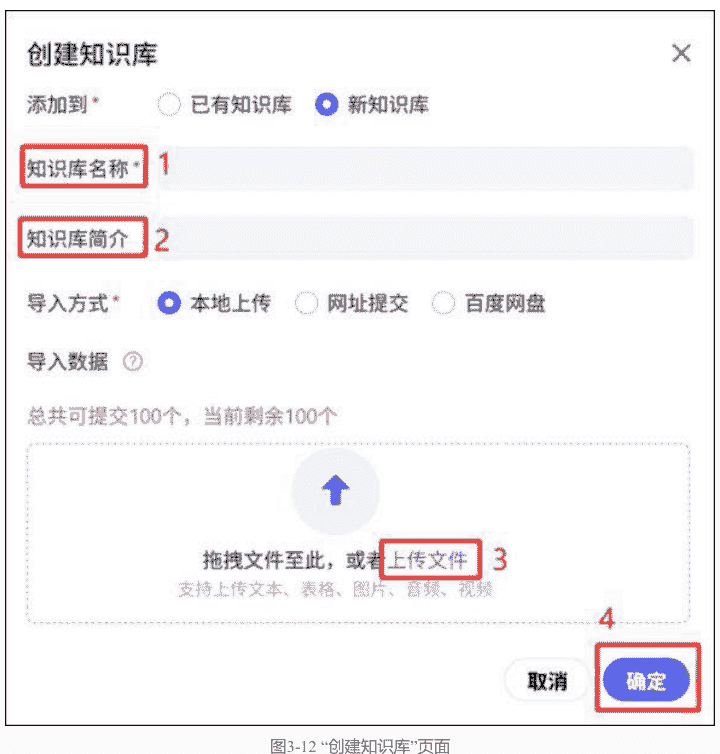 创建知识库
添加到* 已有知识库 新知识库
知识库名称* 1
知识库简介 2
导入方式* 本地上传 网址提交 百度网盘
导入数据 ?
总共可提交100个，当前剩余100个
拖拽文件至此，或者上传文件 3
支持上传文本、表格、图片、音频、视频
4
取消 确定
图3-12 “创建知识库”页面